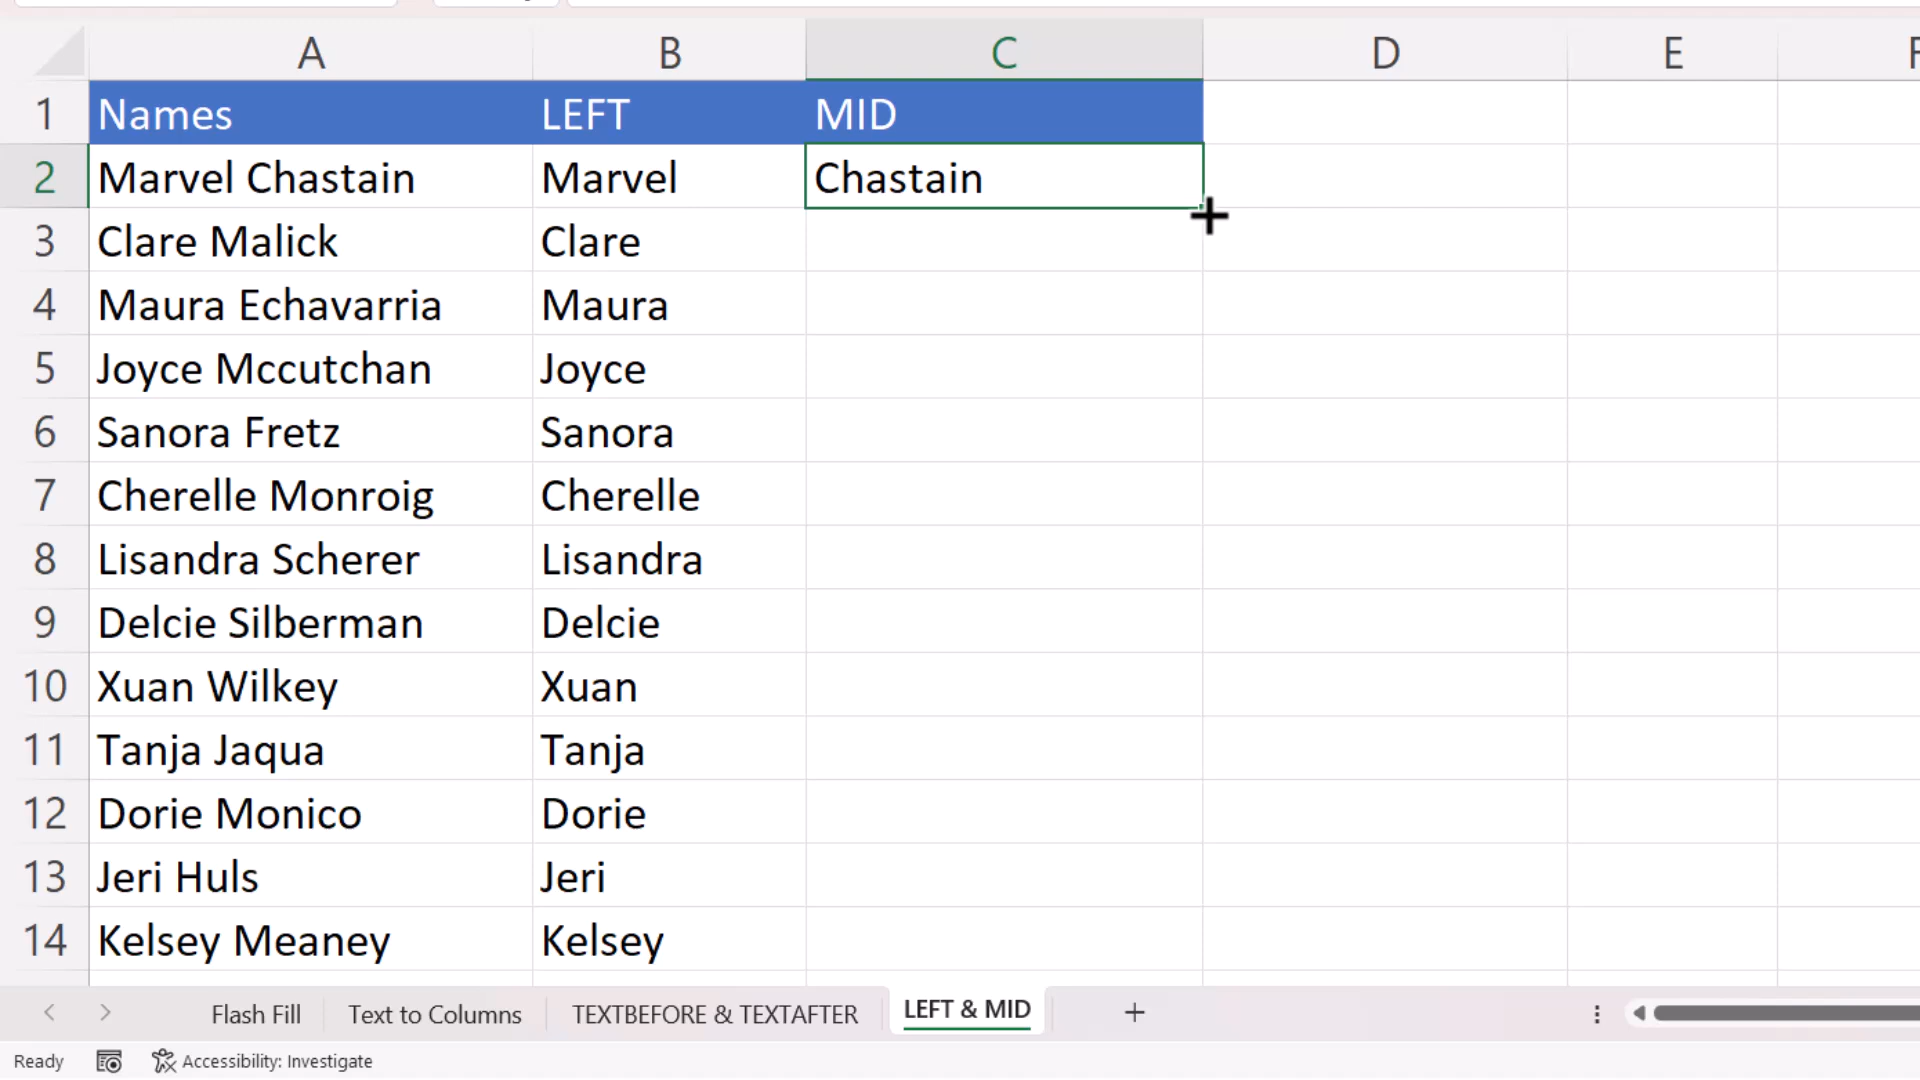 A B C D E
1 Names LEFT MID
2 Marvel Chastain Marvel Chastain
3 Clare Malick Clare
4 Maura Echavarria Maura
5 Joyce Mccutchan Joyce
6 Sanora Fretz Sanora
7 Cherelle Monroig Cherelle
8 Lisandra Scherer Lisandra
9 Delcie Silberman Delcie
10 Xuan Wilkey Xuan
11 Tanja Jaqua Tanja
12 Dorie Monico Dorie
13 Jeri Huls Jeri
14 Kelsey Meaney Kelsey
Flash Fill Text to Columns TEXTBEFORE & TEXTAFTER LEFT & MID
Ready Accessibility: Investigate